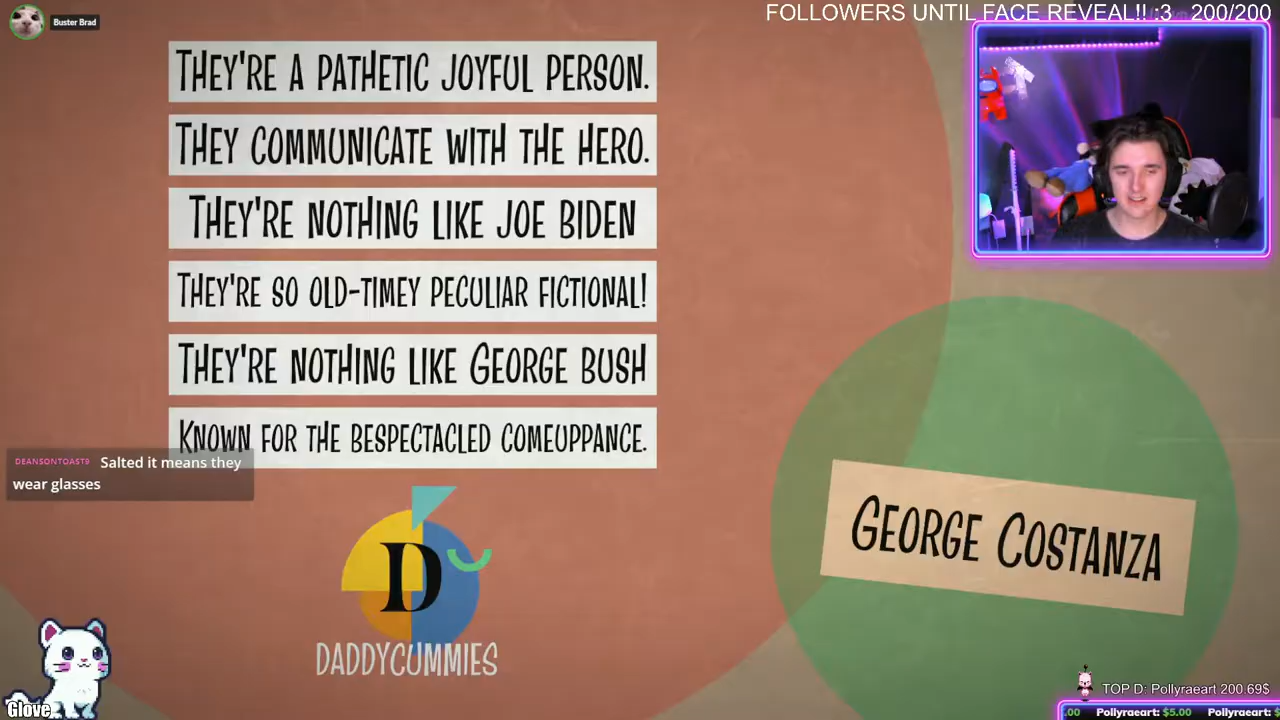 Buster Brad
FOLLOWERS UNTIL FACE REVEAL!! :3 200/200
THEY'RE A PATHETIC JOYFUL PERSON.
THEY COMMUNICATE WITH THE HERO.
THEY'RE NOTHING LIKE JOE BIDEN
THEY'RE SO OLD-TIMEY PECULIAR FICTIONAL!
THEY'RE NOTHING LIKE GEORGE BUSH
KNOWN FOR THE BESPECTACLED COMEUPPANCE.
DEANSONTOAST9 Salted it means they
wear glasses
GEORGE COSTANZA
D
DADDYCUMMIES
Glove
TOP D: Pollyraeart 200.69$
.00 Pollyraeart: $5.00 Pollyraeart: $